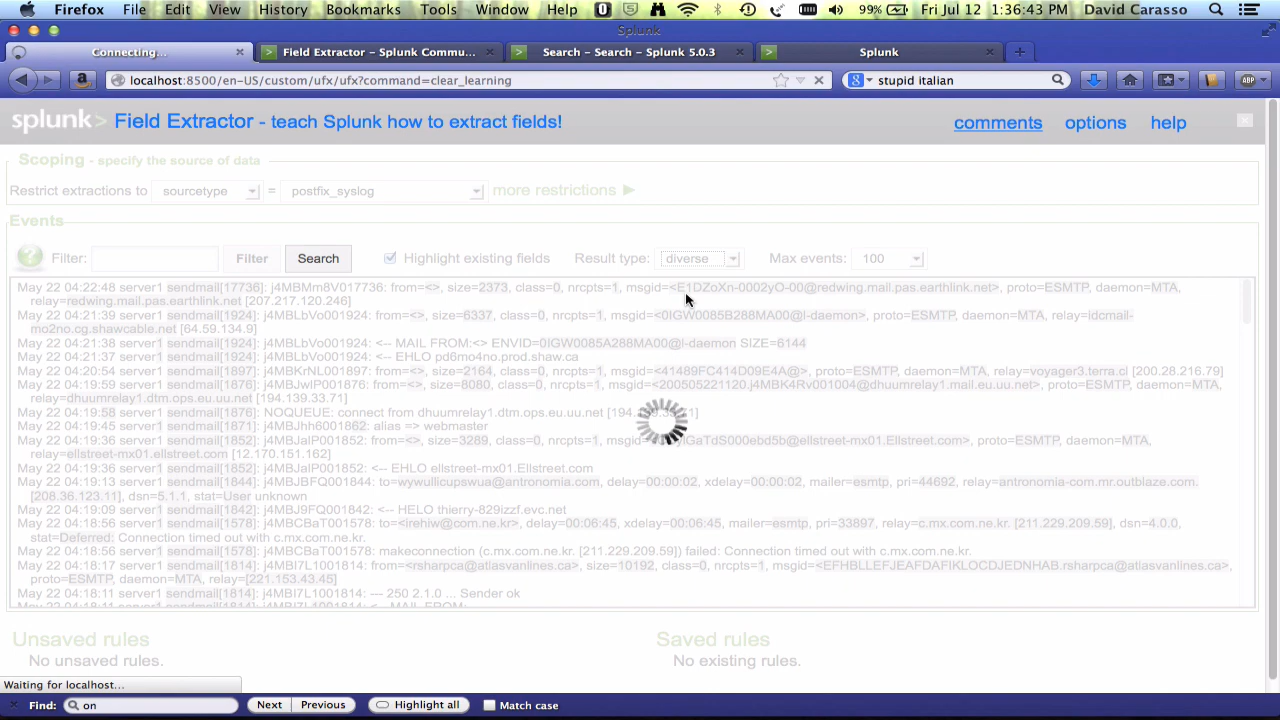 Firefox File Edit View History Bookmarks Tools Window Help 99% Fri Jul 12 1:36:43 PM David Carasso
Splunk
Connecting... Field Extractor – Splunk Commu... Search – Search – Splunk 5.0.3 Splunk
localhost:8500/en-US/custom/ufx/ufx?command=clear_learning stupid italian ABP
splunk> Field Extractor - teach Splunk how to extract fields! comments options help
Scoping - specify the source of data
Restrict extractions to sourcetype = postfix_syslog more restrictions
Events
Filter: Filter Search Highlight existing fields Result type: diverse Max events: 100
May 22 04:22:48 server1 sendmail[17736]: j4MBMm8V017736: from=<>, size=2373, class=0, nrcpts=1, msgid=<E1DZoXn-0002yO-00@redwing.mail.pas.earthlink.net>, proto=ESMTP, daemon=MTA,
relay=redwing.mail.pas.earthlink.net [207.217.120.246]
May 22 04:21:39 server1 sendmail[1924]: j4MBLbVo001924: from=<>, size=6337, class=0, nrcpts=1, msgid=<0IGW0085B288MA00@l-daemon>, proto=ESMTP, daemon=MTA, relay=idcmail-
mo2no.cg.shawcable.net [64.59.134.9]
May 22 04:21:38 server1 sendmail[1924]: j4MBLbVo001924: <-- MAIL FROM:<> ENVID=0IGW0085A288MA00@l-daemon SIZE=6144
May 22 04:21:37 server1 sendmail[1924]: j4MBLbVo001924: <-- EHLO pd6mo4no.prod.shaw.ca
May 22 04:20:54 server1 sendmail[1897]: j4MBKrNL001897: from=<>, size=2164, class=0, nrcpts=1, msgid=<41489FC414D09E4A@>, proto=ESMTP, daemon=MTA, relay=voyager3.terra.cl [200.28.216.79]
May 22 04:19:59 server1 sendmail[1876]: j4MBJwlP001876: from=<>, size=8080, class=0, nrcpts=1, msgid=<200505221120.j4MBK4Rv001004@dhuumrelay1.mail.eu.uu.net>, proto=ESMTP, daemon=MTA,
relay=dhuumrelay1.dtm.ops.eu.uu.net [194.139.33.71]
May 22 04:19:58 server1 sendmail[1876]: NOQUEUE: connect from dhuumrelay1.dtm.ops.eu.uu.net
May 22 04:19:45 server1 sendmail[1871]: j4MBJhh6001862: alias => webmaster
May 22 04:19:36 server1 sendmail[1852]: j4MBJalP001852: from=<>, size=3289, class=0, nrcpts=1, proto=ESMTP, daemon=MTA,
relay=ellstreet-mx01.ellstreet.com [12.170.151.162]
May 22 04:19:36 server1 sendmail[1852]: j4MBJalP001852: <-- EHLO ellstreet-mx01.Ellstreet.com
May 22 04:19:13 server1 sendmail[1844]: j4MBJBFQ001844: to=<wywullicupswua@antronomia.com, delay=00:00:02, xdelay=00:00:02, mailer=esmtp, pri=44692, relay=antronomia-com.mr.outblaze.com.
[208.36.123.11], dsn=5.1.1, stat=User unknown
May 22 04:19:09 server1 sendmail[1842]: j4MBJ9FQ001842: <-- HELO thierry-829izzf.evc.net
May 22 04:18:56 server1 sendmail[1578]: j4MBCBaT001578: to=<irehiw@com.ne.kr>, delay=00:06:45, xdelay=00:06:45, mailer=esmtp, pri=33897, relay=c.mx.com.ne.kr. [211.229.209.59], dsn=4.0.0,
stat=Deferred: Connection timed out with c.mx.com.ne.kr.
May 22 04:18:56 server1 sendmail[1578]: j4MBCBaT001578: makeconnection (c.mx.com.ne.kr. [211.229.209.59]) failed: Connection timed out with c.mx.com.ne.kr.
May 22 04:18:17 server1 sendmail[1814]: j4MBI7L1001814: from=<rsharpca@atlasvanlines.ca>, size=10192, class=0, nrcpts=1, msgid=<EFHBLLEFJEAFDAFIKLOCDJEDNHAB.rsharpca@atlasvanlines.ca>,
proto=ESMTP, daemon=MTA, relay=[221.153.43.45]
May 22 04:18:11 server1 sendmail[1814]: j4MBI7L1001814: --- 250 2.1.0 ... Sender ok
May 22 04:18:11 server1 sendmail[1814]: j4MBI7L1001814: <-- MAIL FROM:
Unsaved rules Saved rules
No unsaved rules. No existing rules.
Waiting for localhost...
Find: on Next Previous Highlight all Match case